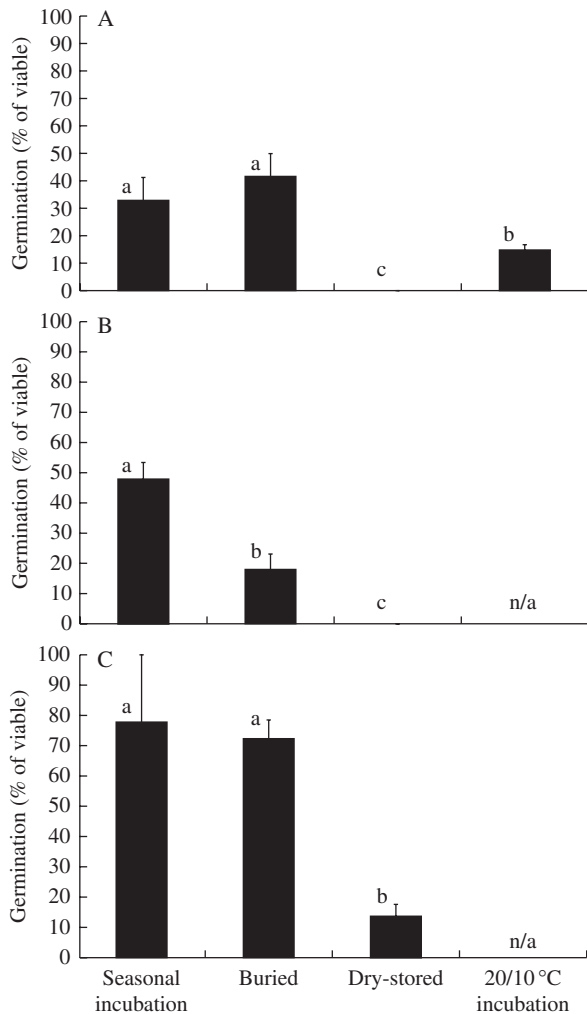 A
Germination (% of viable)
100
90
80
70
60
50
40
30
20
10
0
a
a
c
b
B
Germination (% of viable)
100
90
80
70
60
50
40
30
20
10
0
a
b
c
n/a
C
Germination (% of viable)
100
90
80
70
60
50
40
30
20
10
0
a
a
b
n/a
Seasonal
incubation
Buried
Dry-stored
20/10 °C
incubation